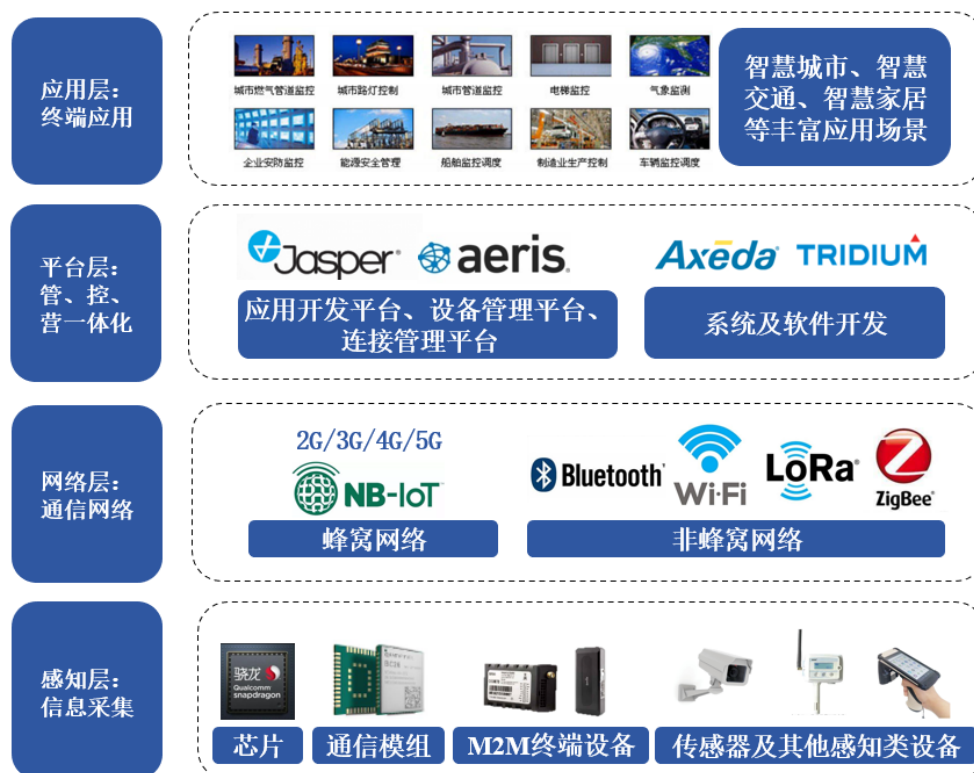 应用层：
终端应用
城市燃气管道监控
城市路灯控制
城市管道监控
电梯监控
气象监测
企业安防监控
能源安全管理
船舶监控调度
制造业生产控制
车辆监控调度
智慧城市、智慧
交通、智慧家居
等丰富应用场景
平台层：
管、控、
营一体化
Jasper®
aeris®
Axeda®
TRIDIUM
应用开发平台、设备管理平台、
连接管理平台
系统及软件开发
网络层：
通信网络
2G/3G/4G/5G
NB-IoT
Bluetooth
Wi-Fi
LoRa®
ZigBee®
蜂窝网络
非蜂窝网络
感知层：
信息采集
骁龙
Qualcomm
snapdragon
芯片
通信模组
M2M终端设备
传感器及其他感知类设备